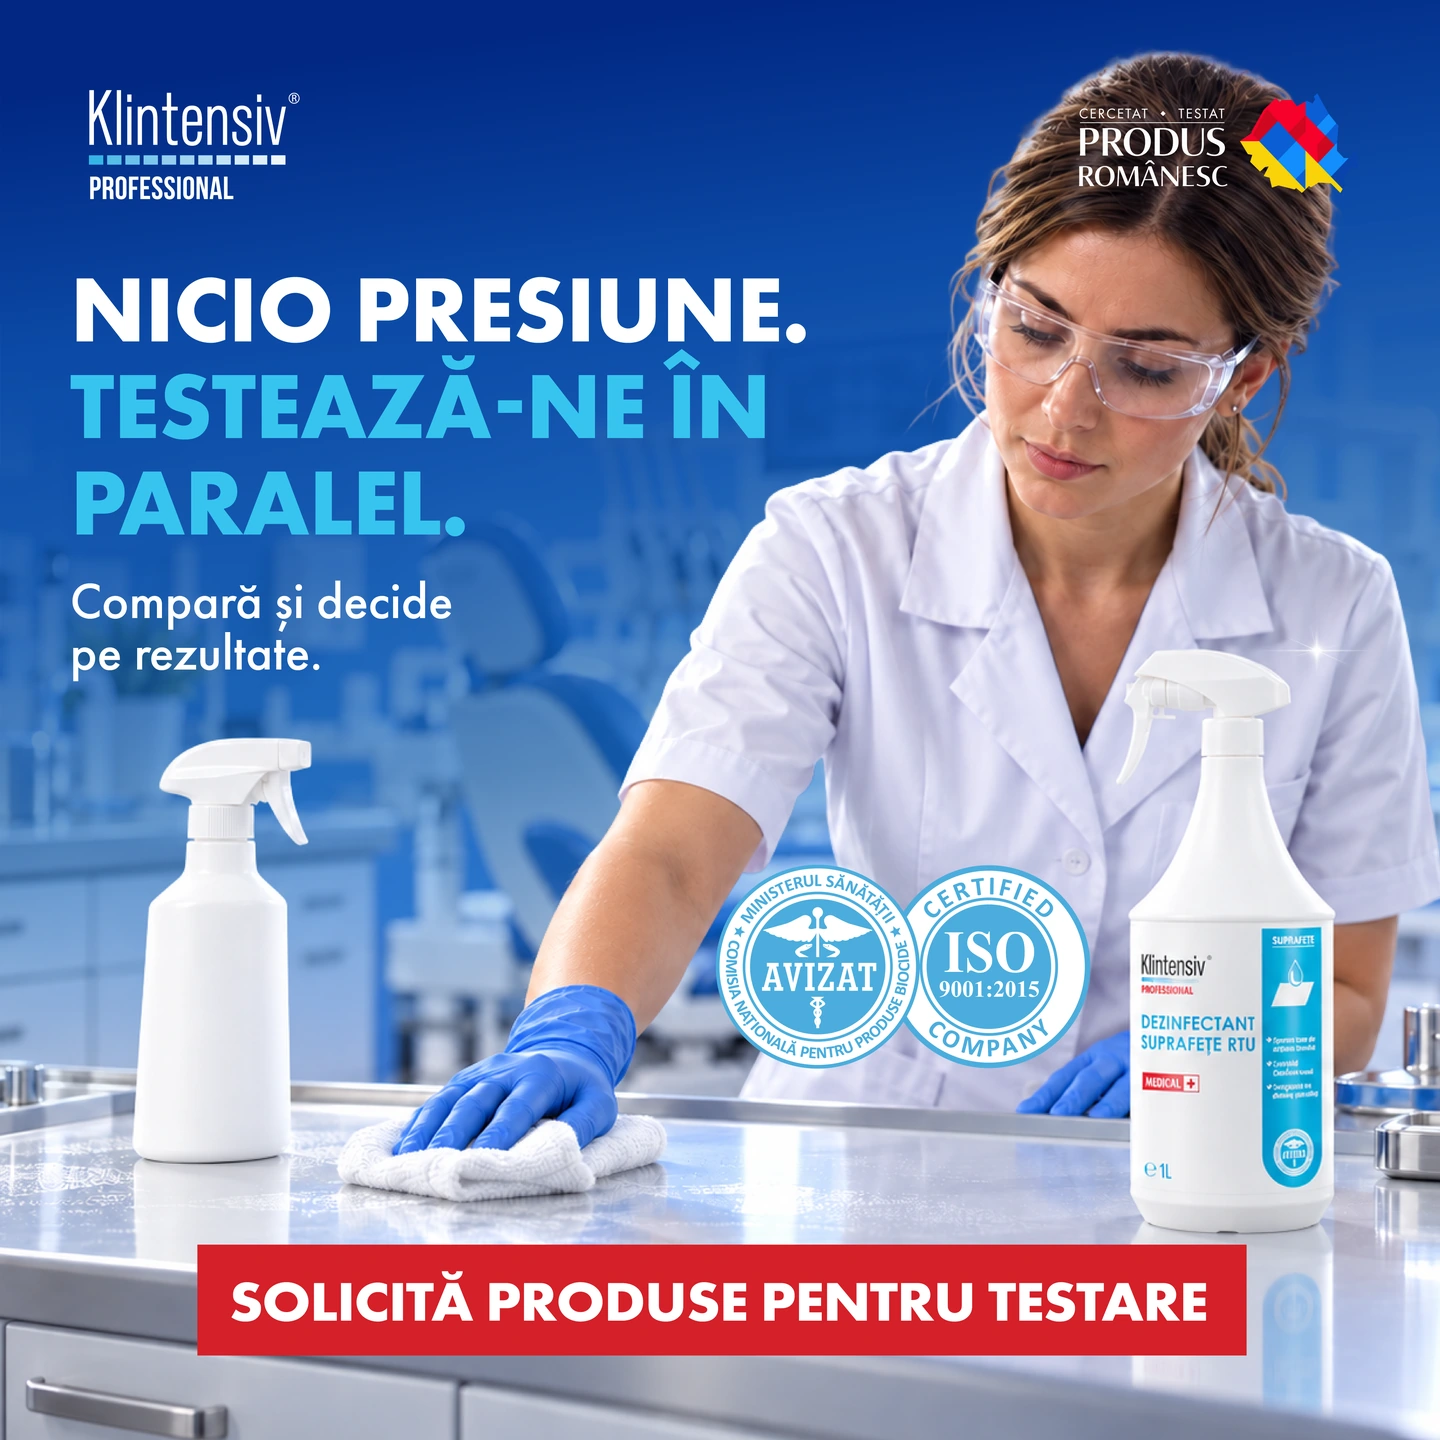 Klintensiv®
PROFESSIONAL
CERCETAT • TESTAT
PRODUS
ROMÂNESC
NICIO PRESIUNE.
TESTEAZĂ-NE ÎN
PARALEL.
Compară și decide
pe rezultate.
★ MINISTERUL SĂNĂTĂȚII ★
COMISIA NAȚIONALĂ PENTRU PRODUSE BIOCIDE
AVIZAT
CERTIFIED
ISO
9001:2015
COMPANY
SUPRAFEȚE
Klintensiv®
PROFESSIONAL
DEZINFECTANT
SUPRAFEȚE RTU
MEDICAL +
e 1L
SOLICITĂ PRODUSE PENTRU TESTARE